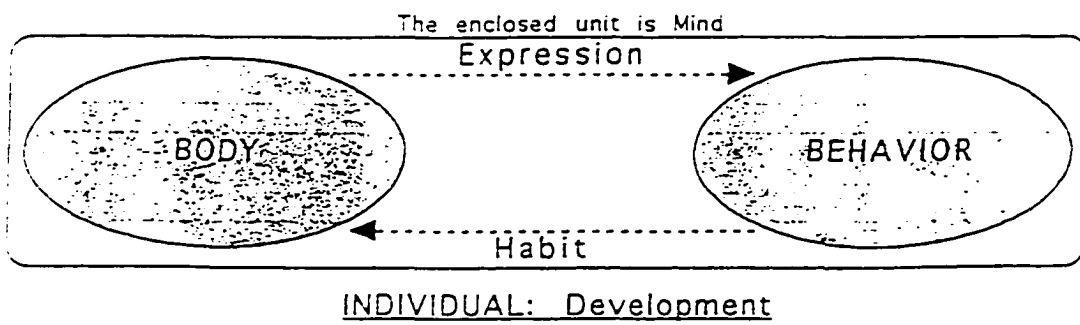 The enclosed unit is Mind
Expression
BODY
BEHAVIOR
Habit
INDIVIDUAL: Development